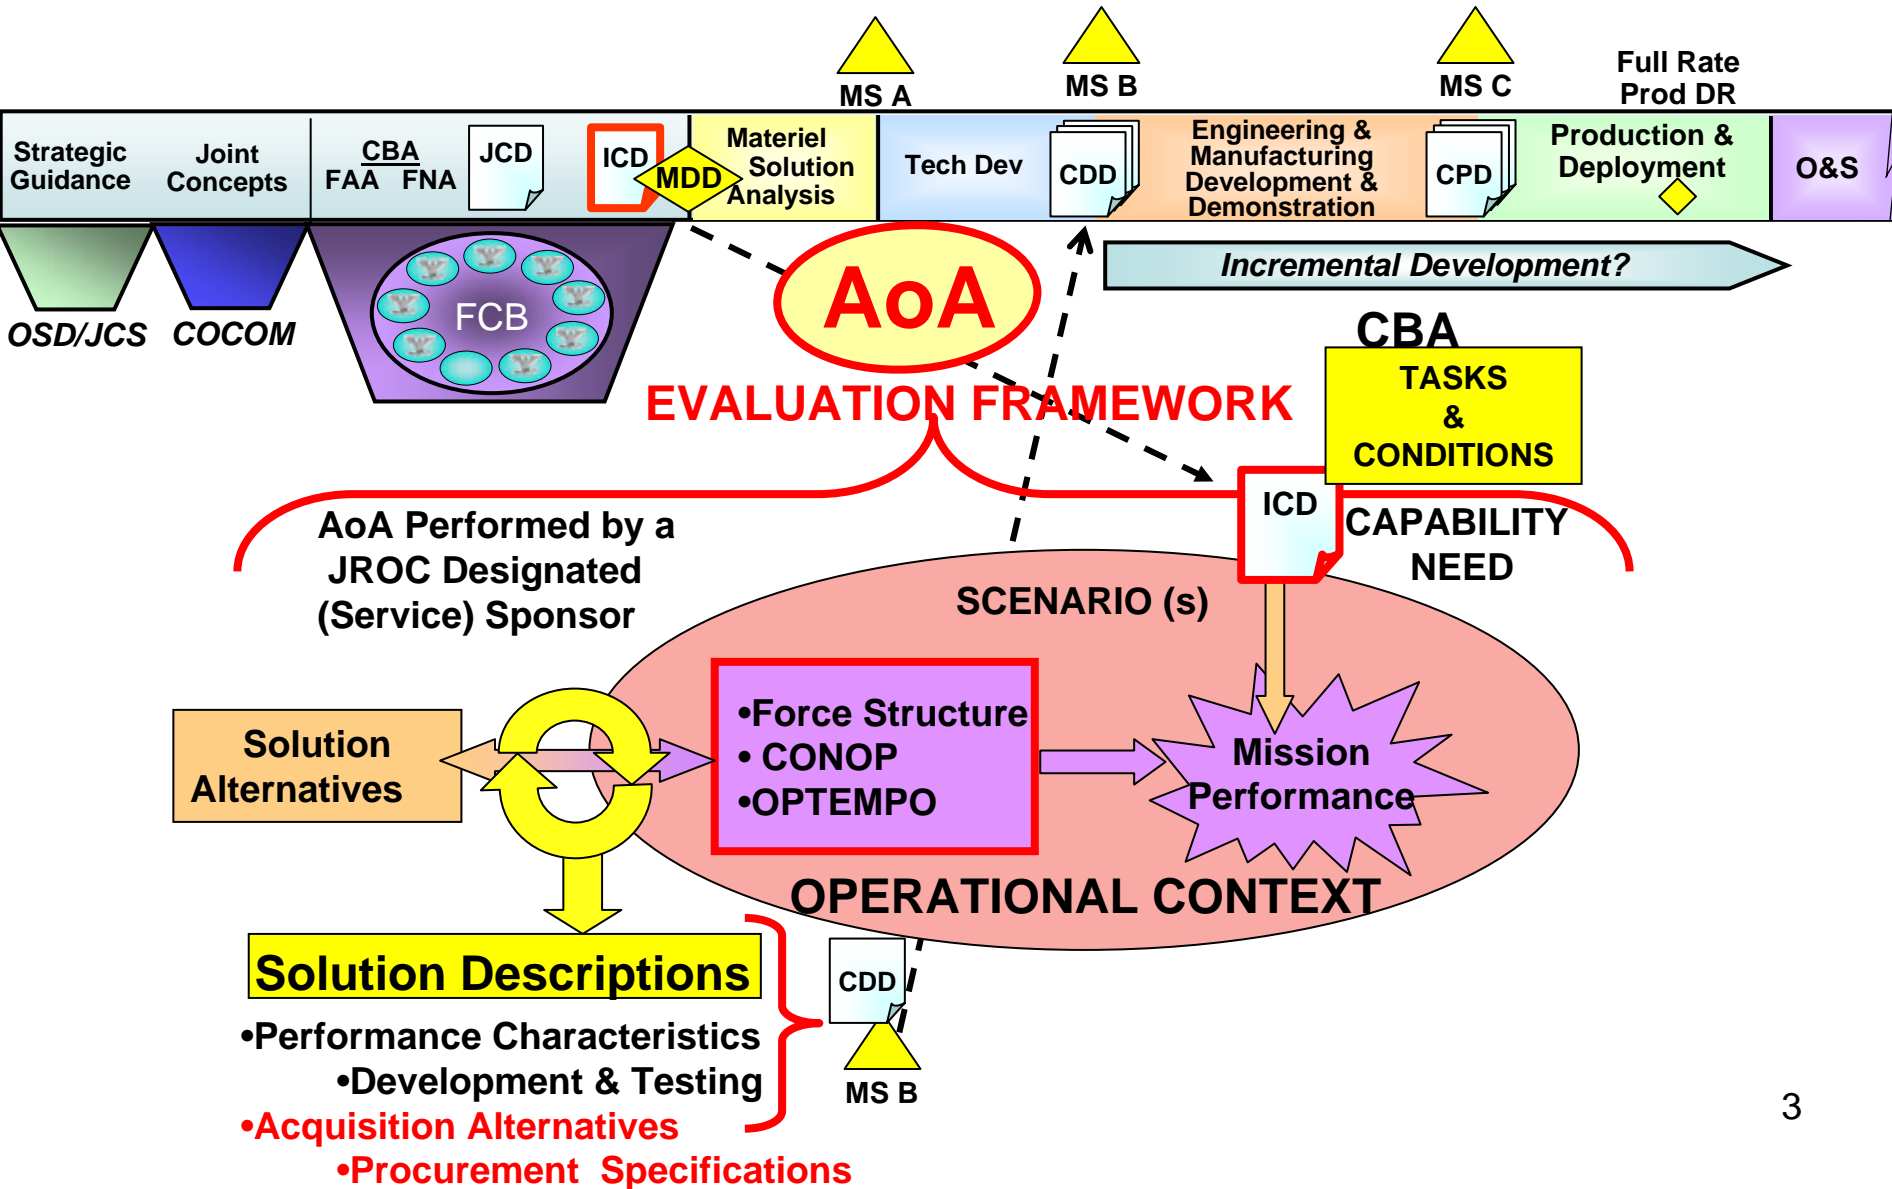 MS A
MS B
MS C
Full Rate
Prod DR
Strategic
Guidance
Joint
Concepts
CBA
FAA FNA
JCD
ICD
MDD
Materiel
Solution
Analysis
Tech Dev
CDD
Engineering &
Manufacturing
Development &
Demonstration
CPD
Production &
Deployment
O&S
OSD/JCS
COCOM
FCB
AoA
Incremental Development?
EVALUATION FRAMEWORK
CBA
TASKS
&
CONDITIONS
AoA Performed by a
JROC Designated
(Service) Sponsor
ICD
CAPABILITY
NEED
SCENARIO (s)
Solution
Alternatives
•Force Structure
• CONOP
•OPTEMPO
Mission
Performance
OPERATIONAL CONTEXT
Solution Descriptions
•Performance Characteristics
•Development & Testing
•Acquisition Alternatives
•Procurement Specifications
CDD
MS B
3